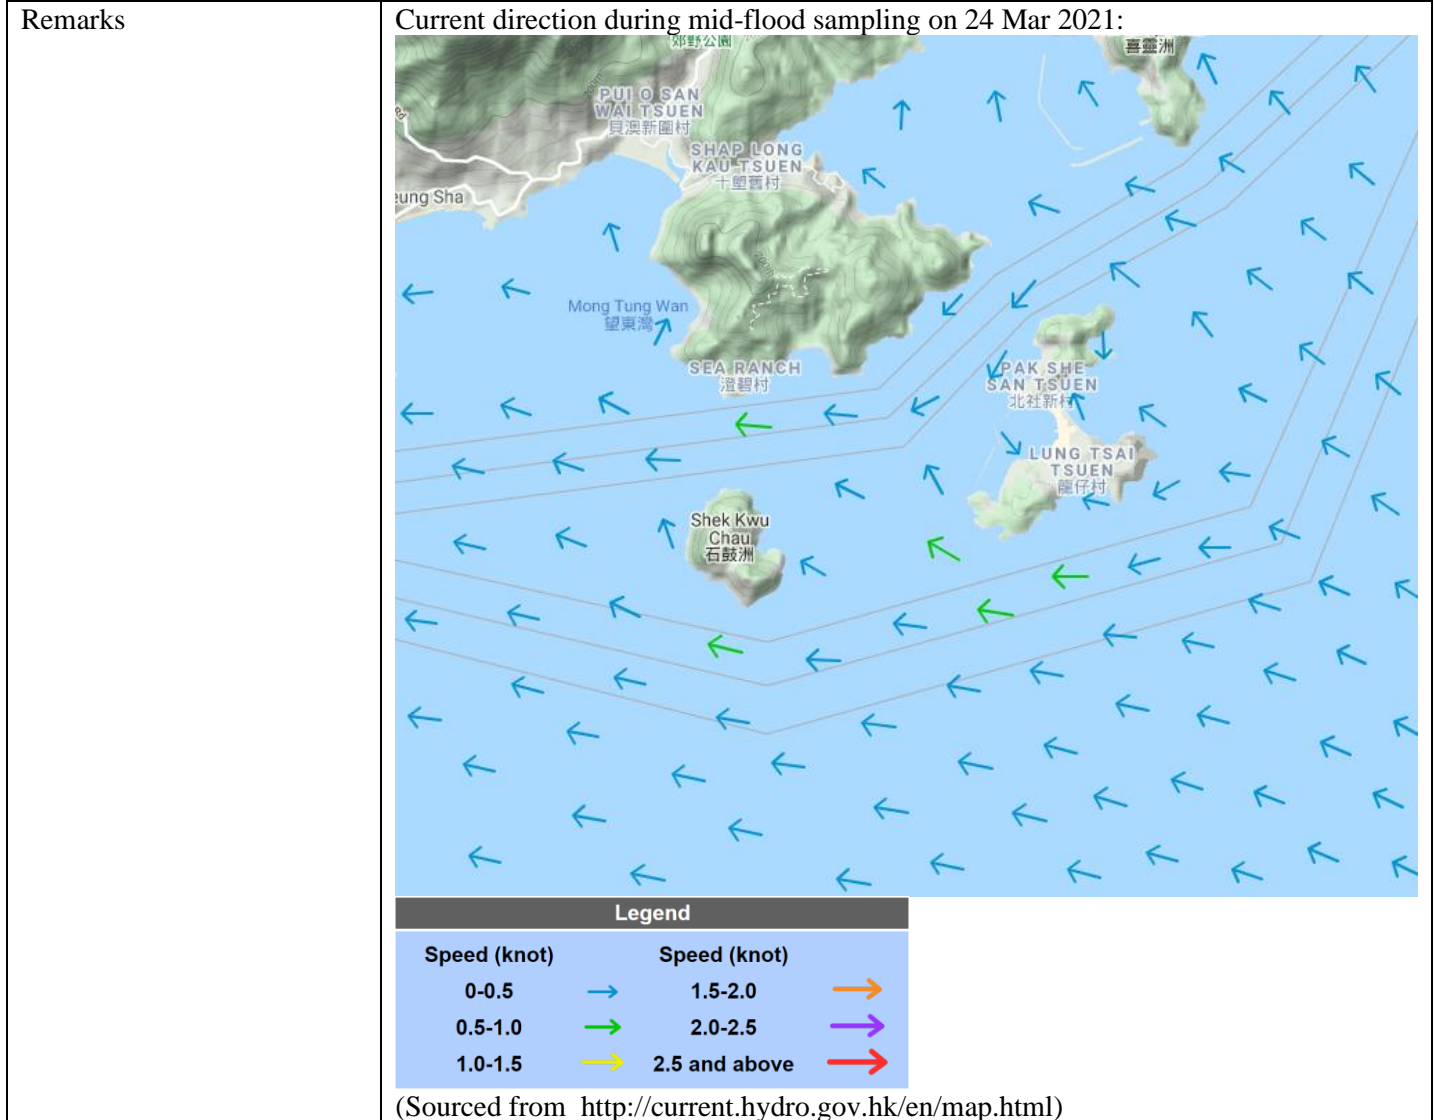 Remarks
Current direction during mid-flood sampling on 24 Mar 2021:
郊野公園
喜靈洲
PUI O SAN
WAI TSUEN
貝澳新圍村
Rd
SHAP LONG
KAU TSUEN
十塱舊村
eung Sha
200m
Mong Tung Wan
望東灣
SEA RANCH
澄碧村
PAK SHE
SAN TSUEN
北社新村
LUNG TSAI
TSUEN
龍仔村
Shek Kwu
Chau
石鼓洲
Legend
Speed (knot) Speed (knot)
0-0.5 1.5-2.0
0.5-1.0 2.0-2.5
1.0-1.5 2.5 and above
(Sourced from http://current.hydro.gov.hk/en/map.html)